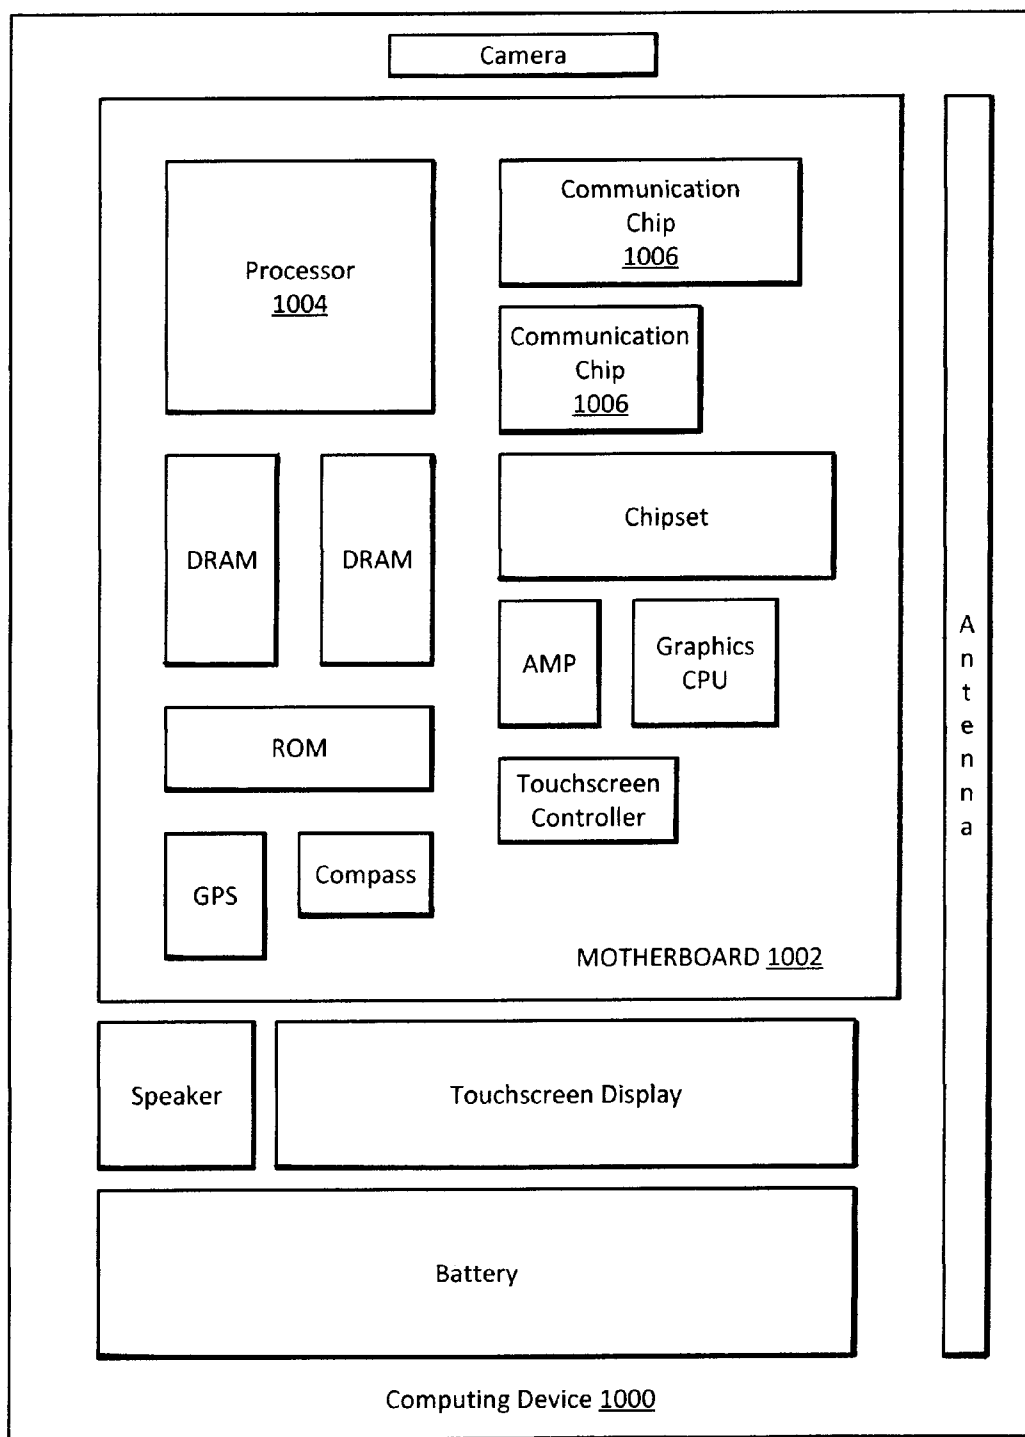 Camera
Processor
1004
Communication
Chip
1006
Communication
Chip
1006
DRAM
DRAM
Chipset
AMP
Graphics
CPU
ROM
Touchscreen
Controller
GPS
Compass
MOTHERBOARD 1002
Antenna
Speaker
Touchscreen Display
Battery
Computing Device 1000